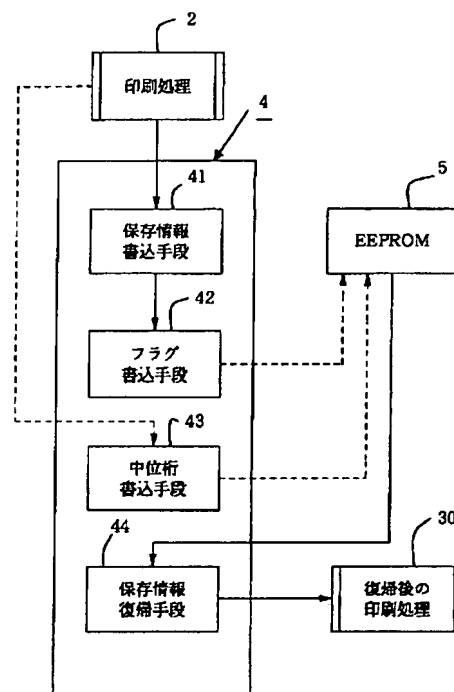 2
印刷処理
4
41
保存情報
書込手段
5
EEPROM
42
フラグ
書込手段
43
中位桁
書込手段
44
保存情報
復帰手段
30
復帰後の
印刷処理